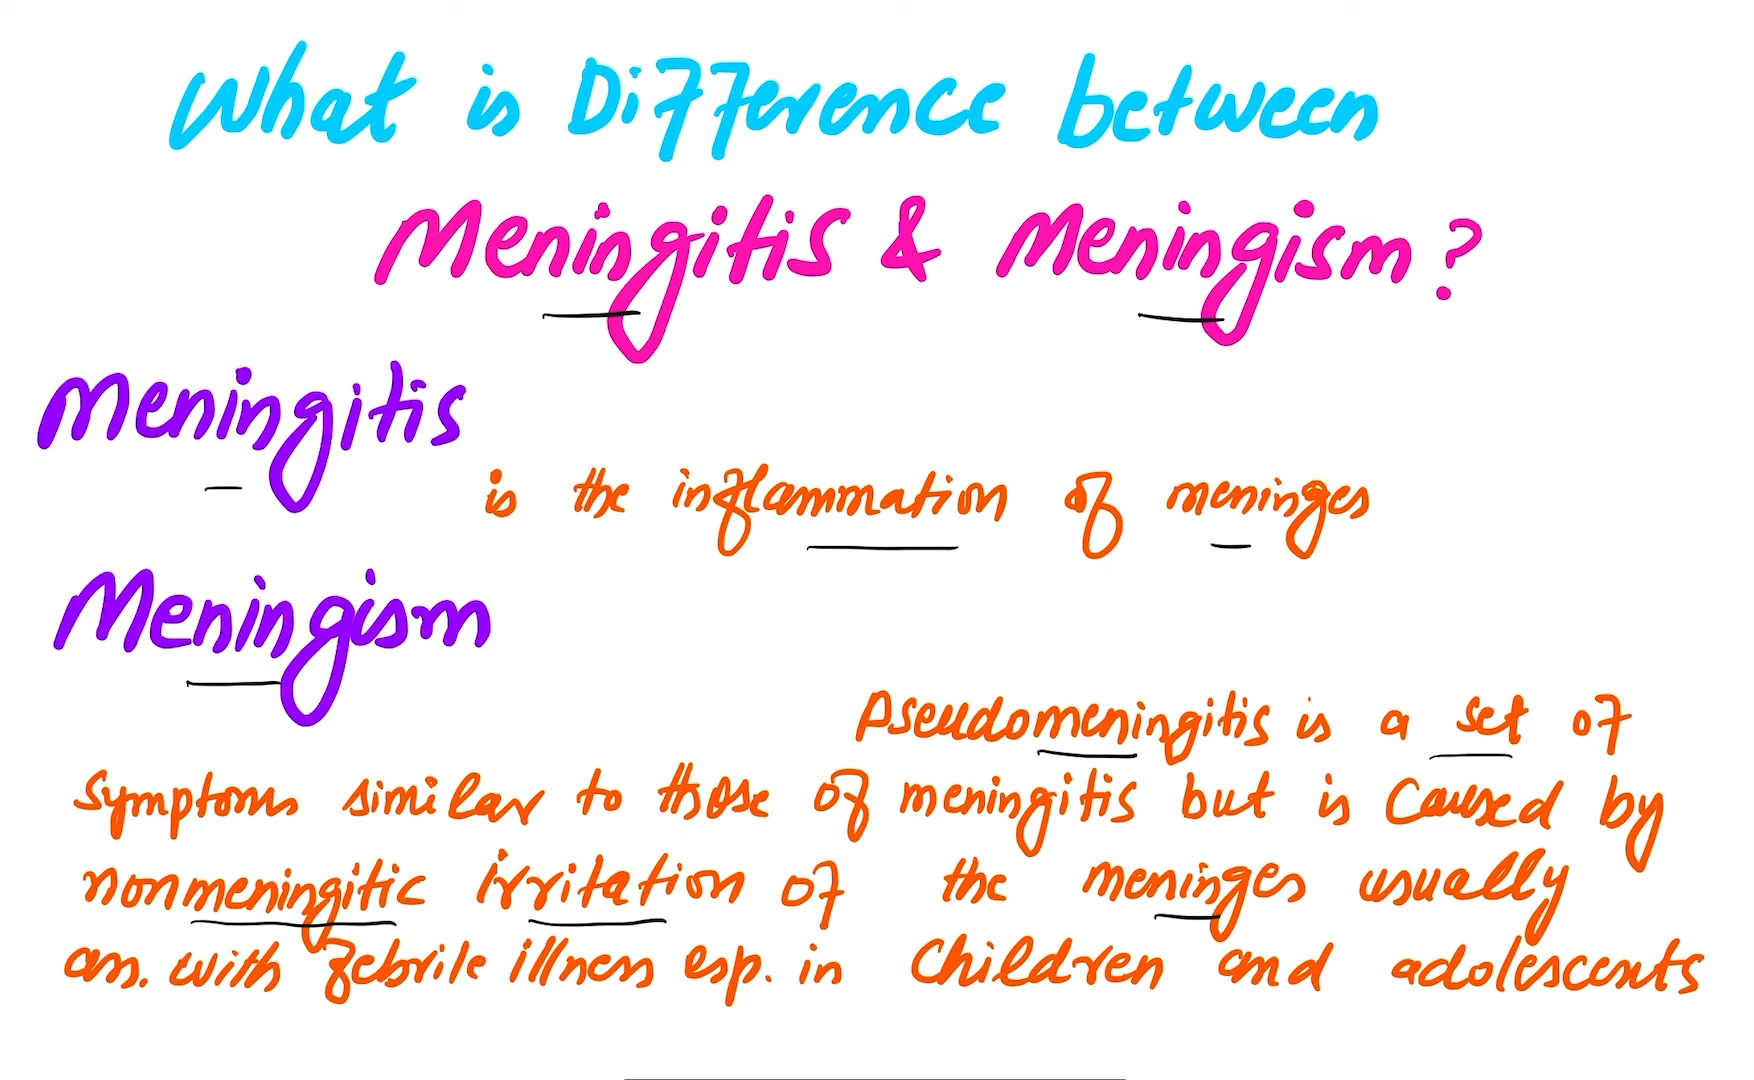 What is Difference between
Meningitis & Meningism?
Meningitis
is the inflammation of meninges
Meningism
Pseudomeningitis is a set of
symptoms similar to those of meningitis but is caused by
nonmeningitic irritation of the meninges usually
ass. with febrile illness esp. in children and adolescents